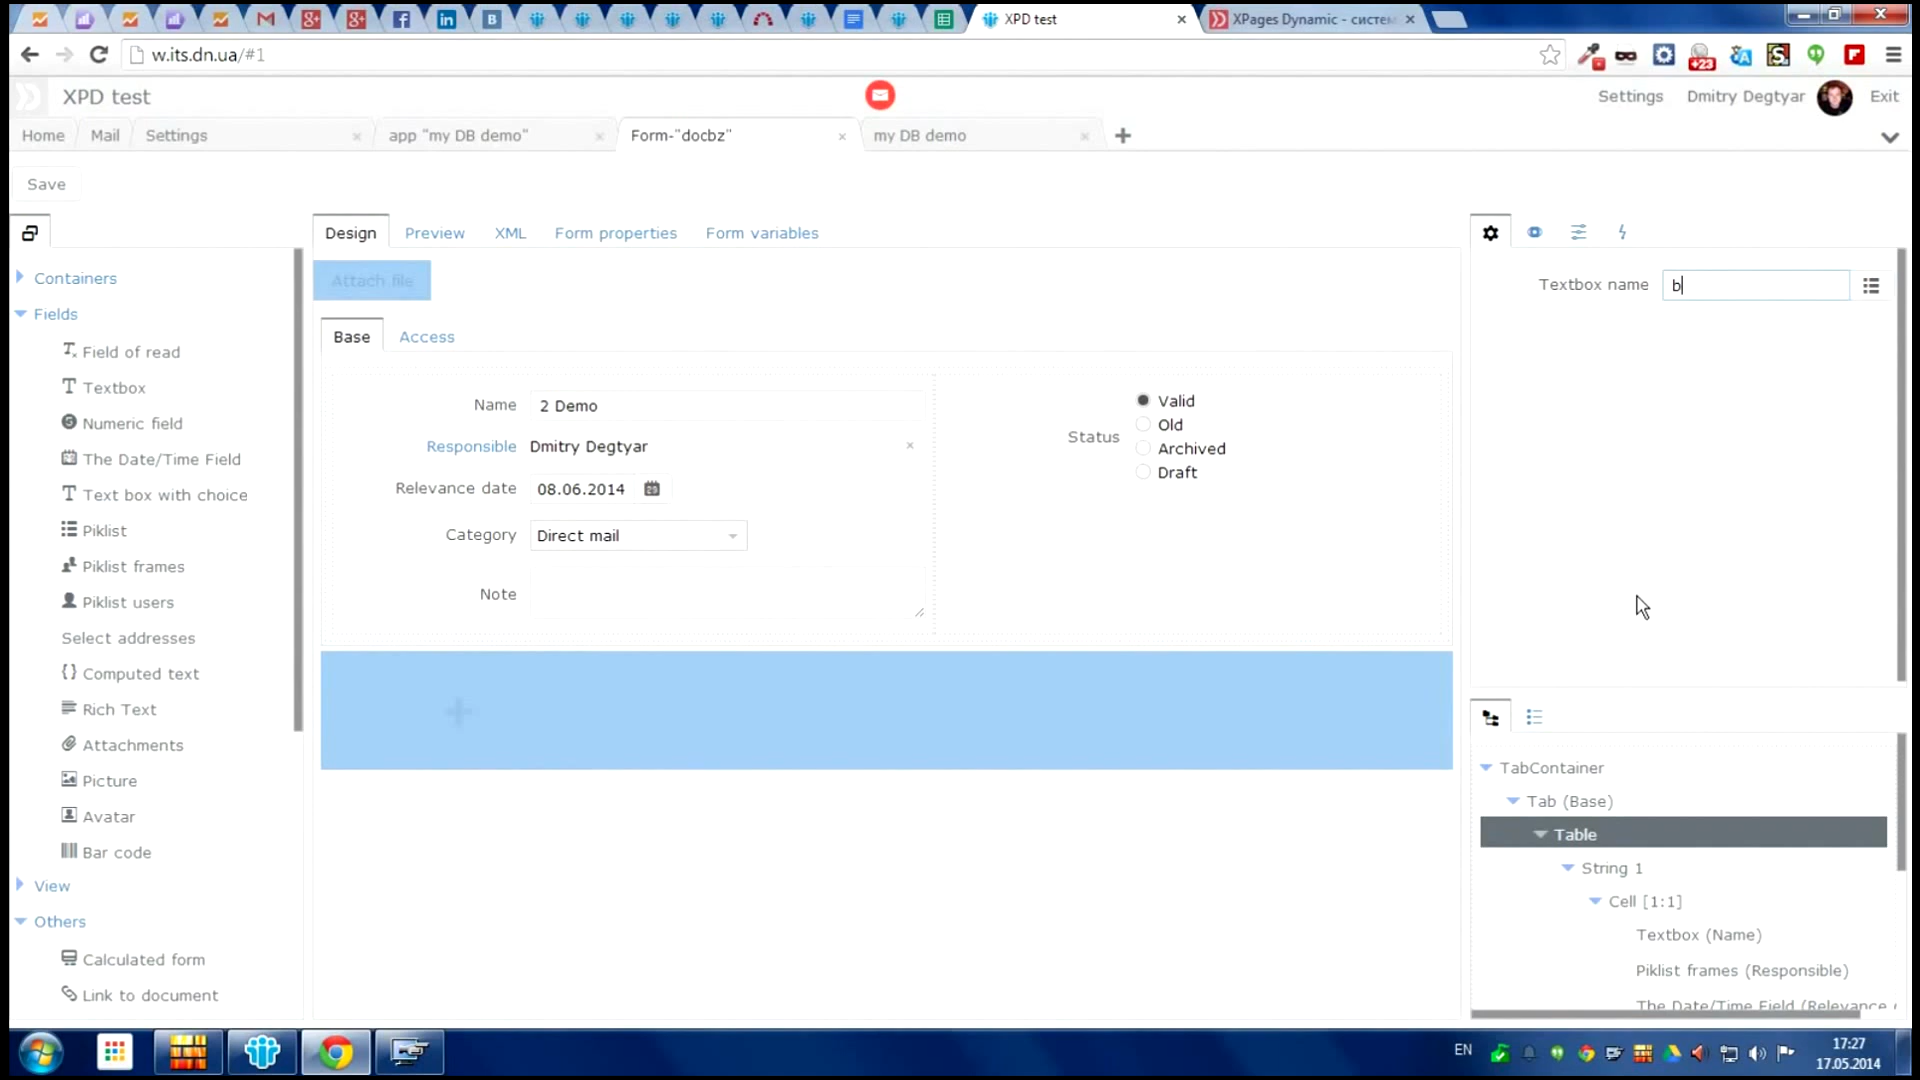 XPD test
XPages Dynamic - систем
w.its.dn.ua/#1
+23
XPD test
Settings
Dmitry Degtyar
Exit
Home
Mail
Settings
app "my DB demo"
Form-"docbz"
my DB demo
Save
Design
Preview
XML
Form properties
Form variables
Containers
Fields
Field of read
Textbox
Numeric field
The Date/Time Field
Text box with choice
Piklist
Piklist frames
Piklist users
Select addresses
Computed text
Rich Text
Attachments
Picture
Avatar
Bar code
View
Others
Calculated form
Link to document
Attach file
Base
Access
Name
2 Demo
Responsible
Dmitry Degtyar
Relevance date
08.06.2014
Category
Direct mail
Note
Status
Valid
Old
Archived
Draft
Textbox name
b
TabContainer
Tab (Base)
Table
String 1
Cell [1:1]
Textbox (Name)
Piklist frames (Responsible)
The Date/Time Field (Relevance
EN
17:27
17.05.2014